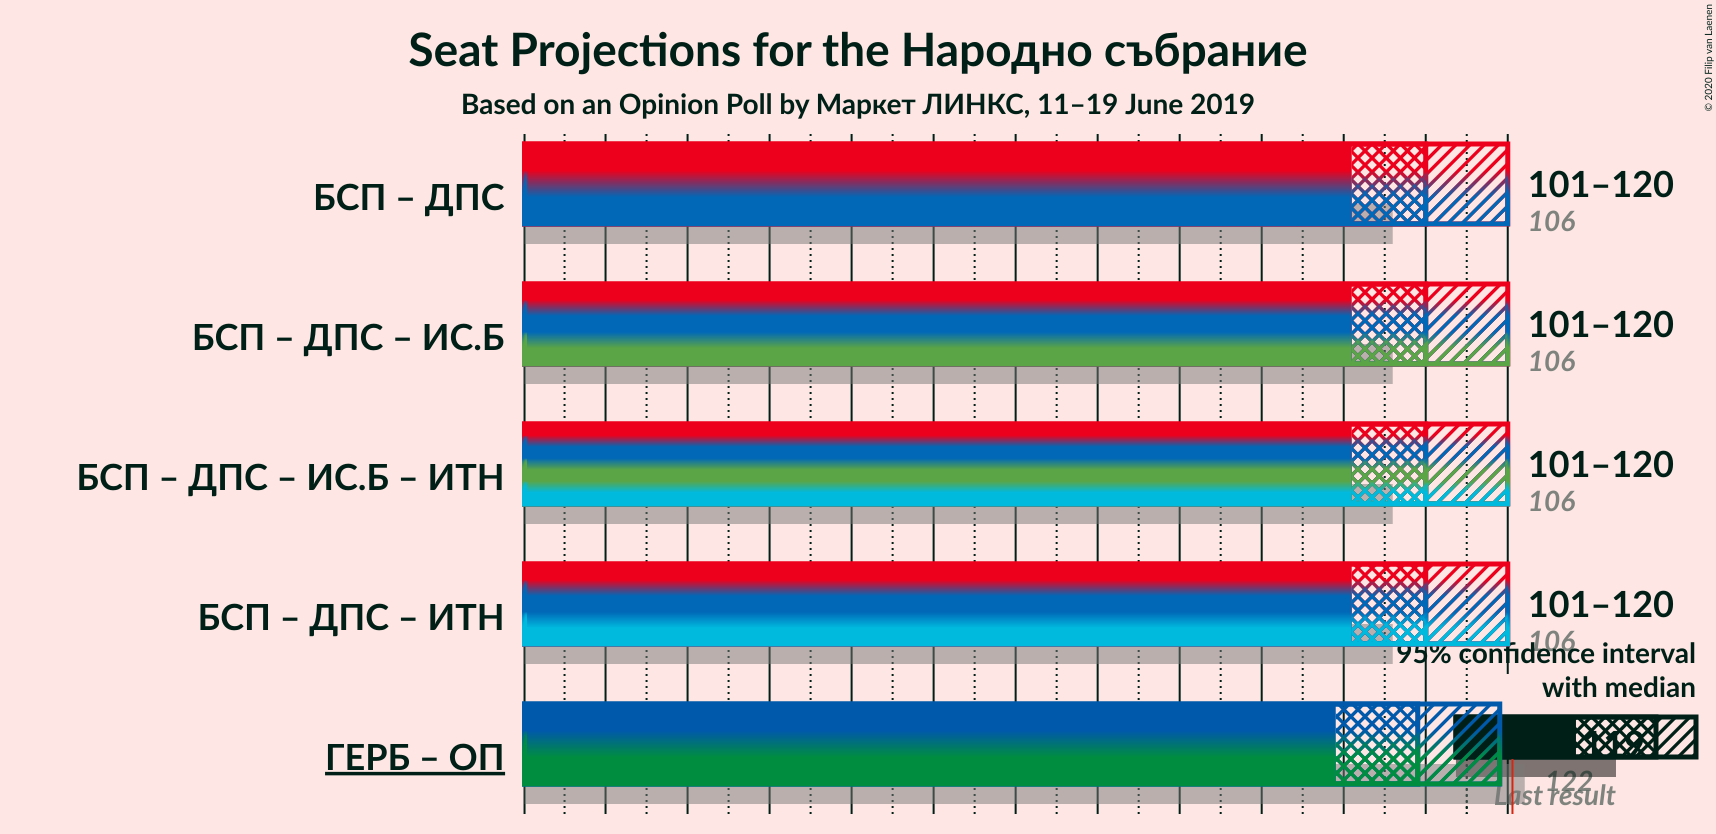 Seat Projections for the Народно събрание
Based on an Opinion Poll by Маркет ЛИНКС, 11–19 June 2019
© 2020 Filip van Laenen
БСП – ДПС
101–120
106
БСП – ДПС – ИС.Б
101–120
106
БСП – ДПС – ИС.Б – ИТН
101–120
106
БСП – ДПС – ИТН
101–120
106
95% confidence interval
with median
ГЕРБ – ОП
122
Last result